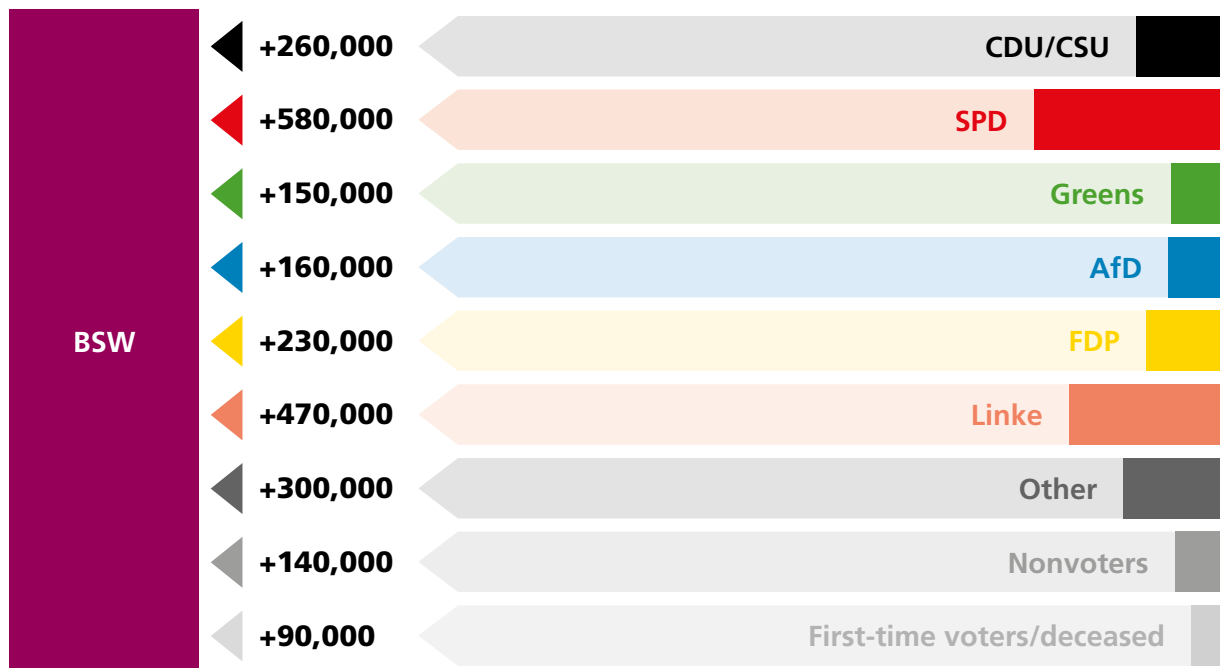 +260,000 CDU/CSU
+580,000 SPD
+150,000 Greens
+160,000 AfD
BSW +230,000 FDP
+470,000 Linke
+300,000 Other
+140,000 Nonvoters
+90,000 First-time voters/deceased